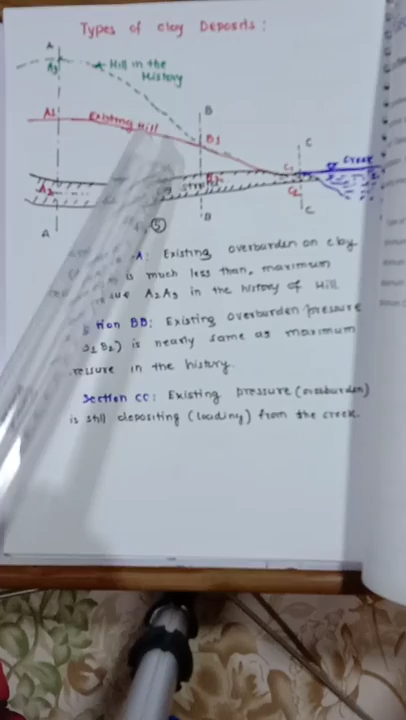 Types of clay Deposits:
A
A3
Hill in the
History
B
A1
Existing Hill
B1
C
C1
Creek
A2
B2
C2
B
C
A
A: Existing overburden on clay
is much less than, maximum
A2A3 in the history of Hill
tion BB: Existing overburden pressure
B2) is nearly same as maximum
ressure in the history.
Section CC: Existing pressure (overburden)
is still depositing (loading) from the creek.